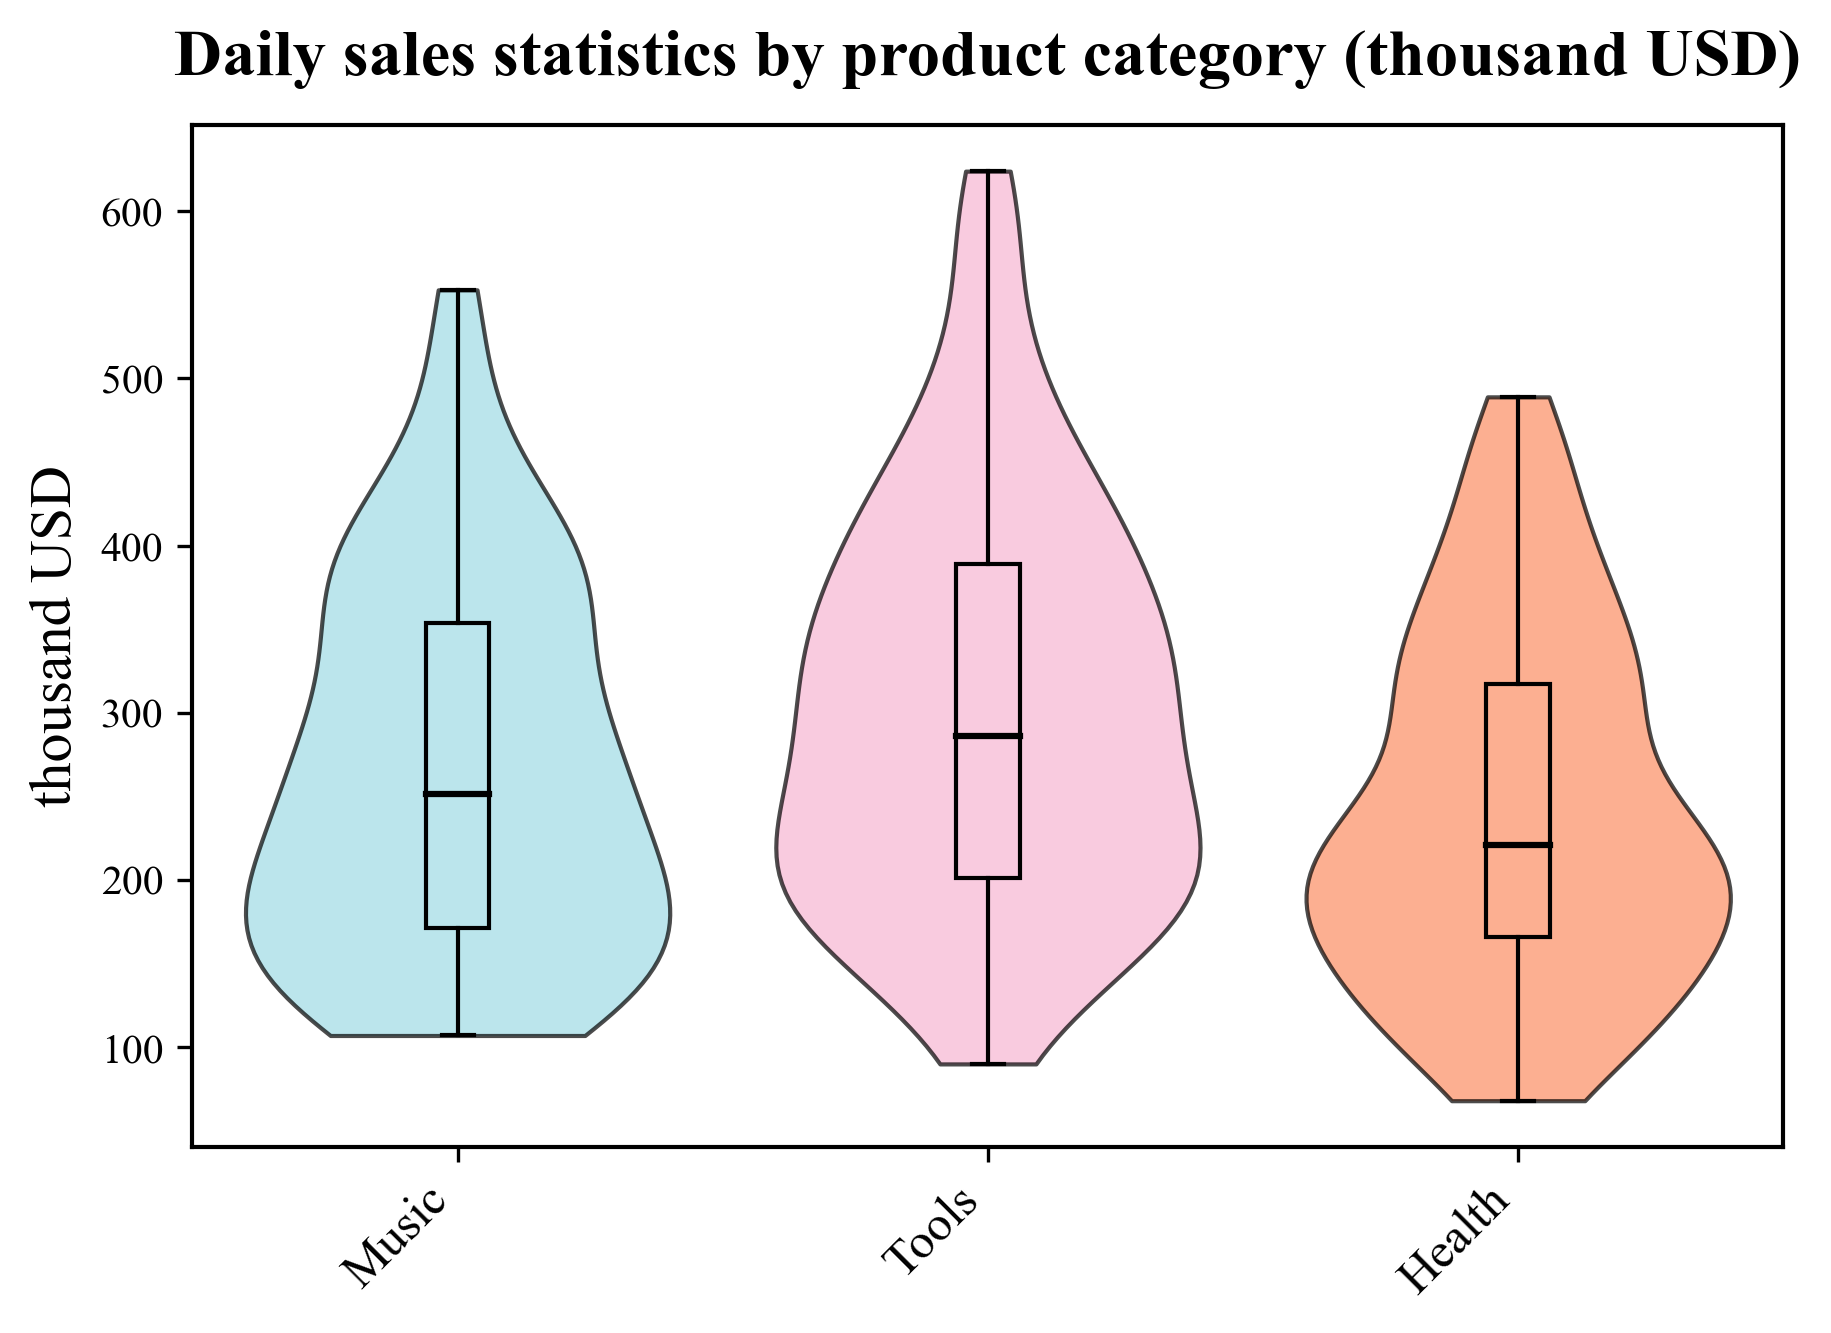 Daily sales statistics by product category (thousand USD)
thousand USD
600
500
400
300
200
100
Music
Tools
Health